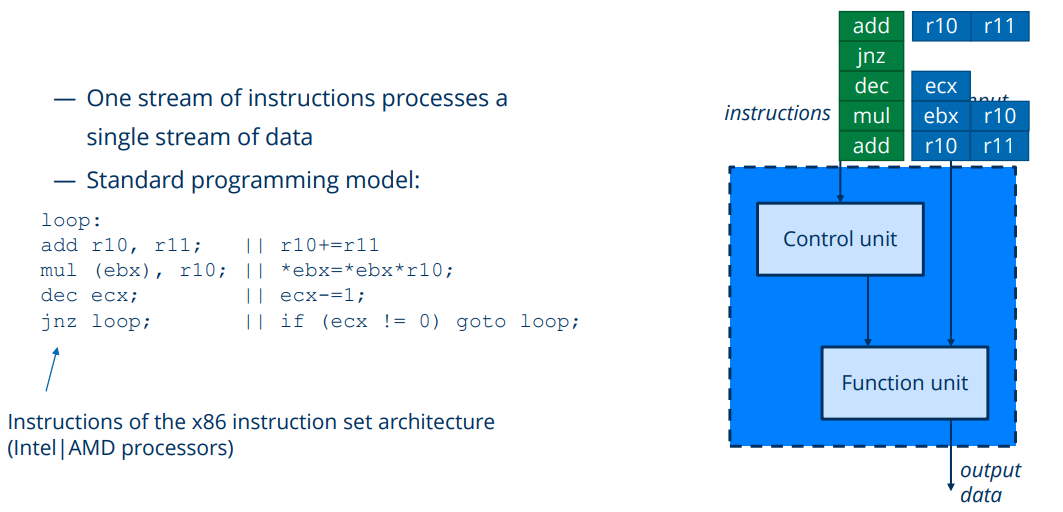 — One stream of instructions processes a
single stream of data
— Standard programming model:
loop:
add r10, r11; || r10+=r11
mul (ebx), r10; || *ebx=*ebx*r10;
dec ecx; || ecx-=1;
jnz loop; || if (ecx != 0) goto loop;
Instructions of the x86 instruction set architecture
(Intel|AMD processors)
add r10 r11
jnz
dec ecx
instructions
mul ebx r10
add r10 r11
Control unit
Function unit
output
data